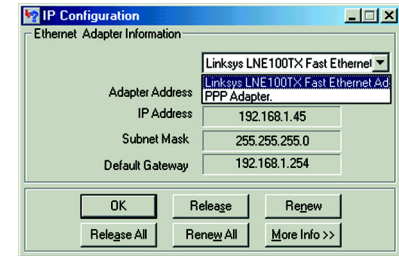 IP Configuration
Ethernet Adapter Information
Linksys LNE100TX Fast Ethernet
Linksys LNE100TX Fast Ethernet Ad
PPP Adapter.
Adapter Address
IP Address 192.168.1.45
Subnet Mask 255.255.255.0
Default Gateway 192.168.1.254
OK Release Renew
Release All Renew All More Info >>